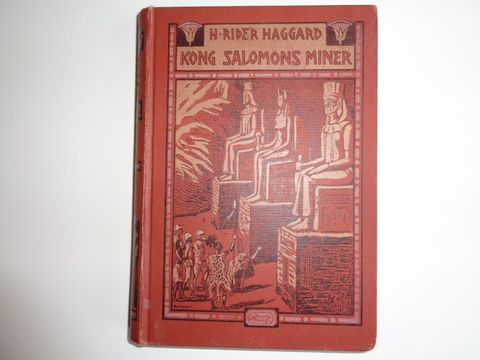 H·RIDER HAGGARD
KONG SALOMONS MINER